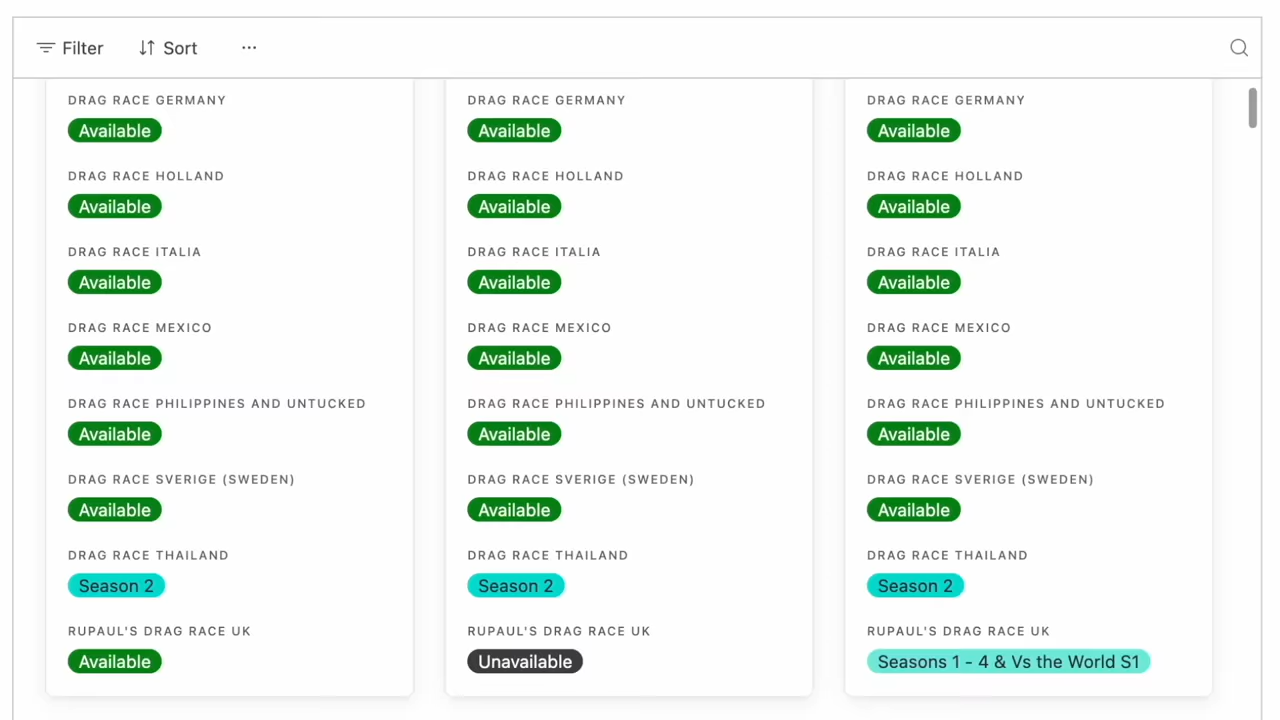 Filter Sort ...
DRAG RACE GERMANY
Available
DRAG RACE HOLLAND
Available
DRAG RACE ITALIA
Available
DRAG RACE MEXICO
Available
DRAG RACE PHILIPPINES AND UNTUCKED
Available
DRAG RACE SVERIGE (SWEDEN)
Available
DRAG RACE THAILAND
Season 2
RUPAUL'S DRAG RACE UK
Available
DRAG RACE GERMANY
Available
DRAG RACE HOLLAND
Available
DRAG RACE ITALIA
Available
DRAG RACE MEXICO
Available
DRAG RACE PHILIPPINES AND UNTUCKED
Available
DRAG RACE SVERIGE (SWEDEN)
Available
DRAG RACE THAILAND
Season 2
RUPAUL'S DRAG RACE UK
Unavailable
DRAG RACE GERMANY
Available
DRAG RACE HOLLAND
Available
DRAG RACE ITALIA
Available
DRAG RACE MEXICO
Available
DRAG RACE PHILIPPINES AND UNTUCKED
Available
DRAG RACE SVERIGE (SWEDEN)
Available
DRAG RACE THAILAND
Season 2
RUPAUL'S DRAG RACE UK
Seasons 1 - 4 & Vs the World S1